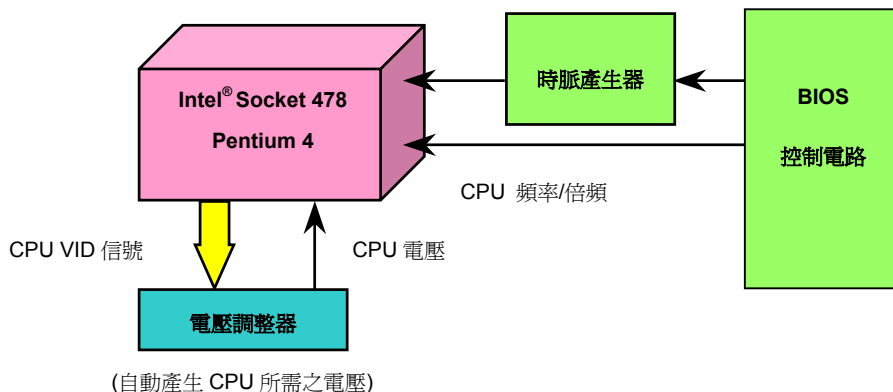 Intel® Socket 478
Pentium 4
時脈產生器
BIOS
控制電路
CPU 頻率/倍頻
CPU VID 信號
CPU 電壓
電壓調整器
(自動產生 CPU 所需之電壓)